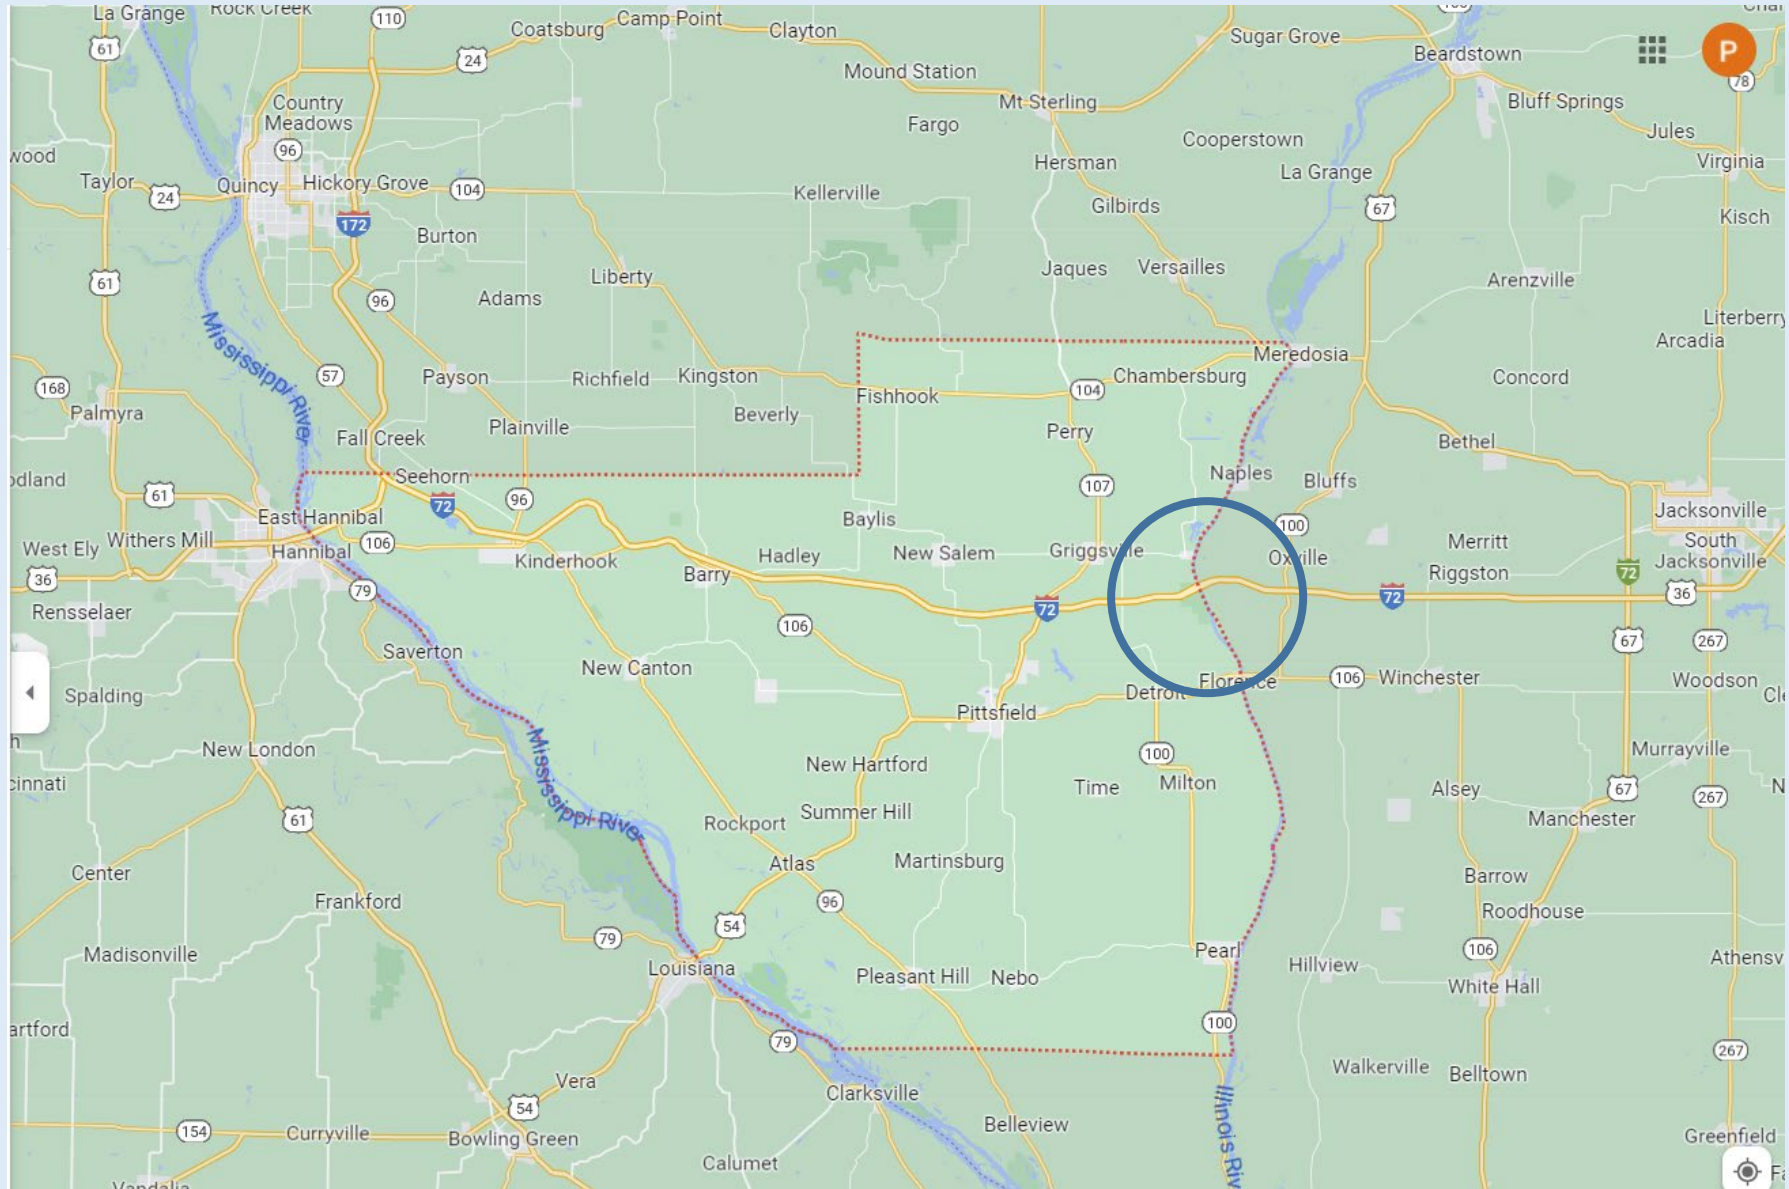 La Grange
Rock Creek
110
Camp Point
Coatsburg
Clayton
Sugar Grove
Beardstown
P
61
24
Mound Station
78
Country
Meadows
Mt Sterling
Bluff Springs
Fargo
Jules
96
Cooperstown
wood
Hersman
Virginia
La Grange
Taylor
24
Quincy
Hickory Grove
104
Kellerville
Gilbirds
67
Kisch
172
Burton
Jaques
Versailles
61
Liberty
Arenzville
96
Adams
Mississippi River
Literberry
Arcadia
Meredosia
168
57
Payson
Richfield
Kingston
Chambersburg
Concord
104
Fishhook
Palmyra
Beverly
Perry
Fall Creek
Plainville
Bethel
odland
Seehorn
Naples
Bluffs
61
72
96
107
East Hannibal
Baylis
100
Jacksonville
West Ely
Withers Mill
Hannibal
106
Kinderhook
Hadley
New Salem
Griggsville
Oxville
Merritt
South
Jacksonville
36
79
Barry
Riggston
72
72
72
36
Rensselaer
106
67
267
Saverton
New Canton
Florence
106
Winchester
Woodson
Spalding
Detroit
Pittsfield
h
New London
Mississippi River
100
Murrayville
cinnati
New Hartford
Time
Milton
Alsey
67
267
N
61
Rockport
Summer Hill
Manchester
Atlas
Martinsburg
Center
Barrow
Frankford
96
Roodhouse
54
79
Madisonville
Pearl
106
Athensv
Louisiana
Pleasant Hill
Nebo
Hillview
White Hall
artford
100
79
267
Vera
Walkerville
Belltown
Clarksville
54
Illinois Riv
Belleview
154
Curryville
Bowling Green
Greenfield
Calumet
Vandalia